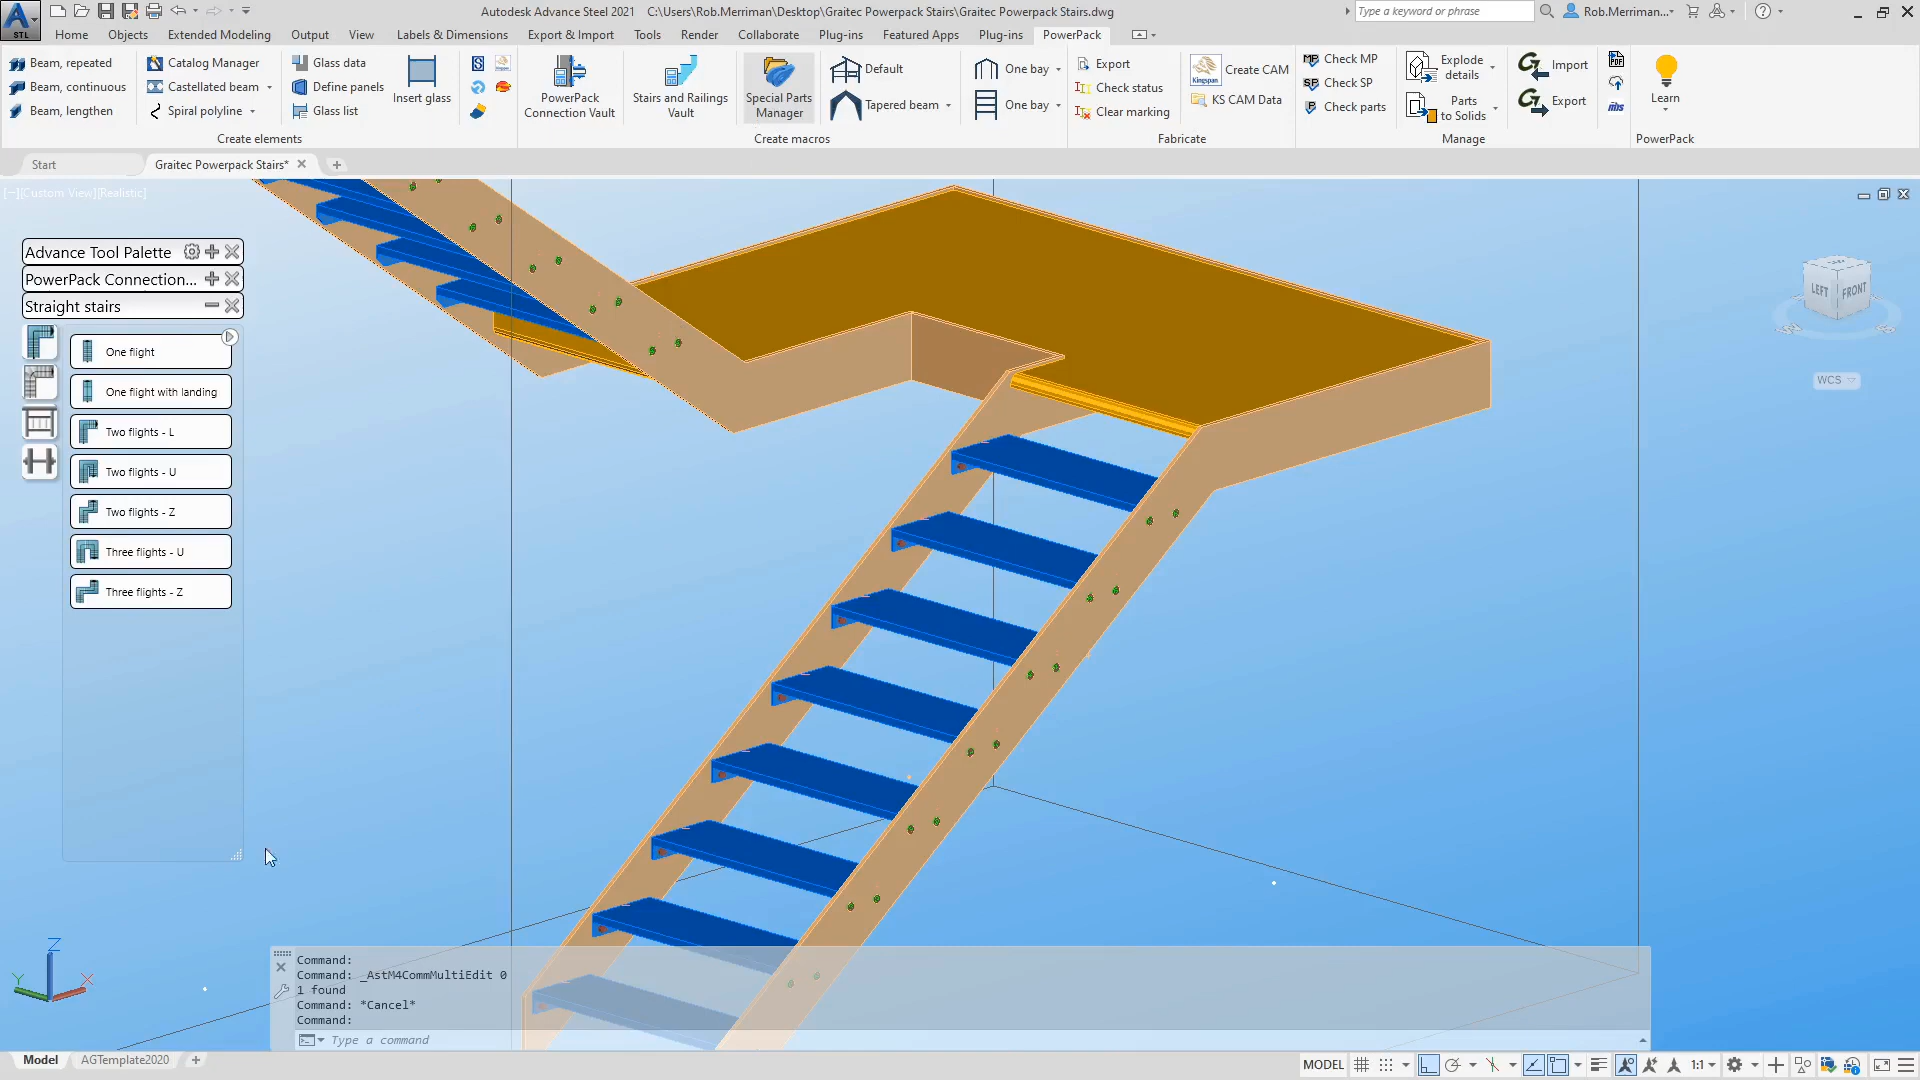 Autodesk Advance Steel 2021 C:\Users\Rob.Merriman\Desktop\Graitec Powerpack Stairs\Graitec Powerpack Stairs.dwg
Type a keyword or phrase
Rob.Merriman...
STL
Home Objects Extended Modeling Output View Labels & Dimensions Export & Import Tools Render Collaborate Plug-ins Featured Apps Plug-ins PowerPack
Beam, repeated
Beam, continuous
Beam, lengthen
Catalog Manager
Castellated beam
Spiral polyline
Glass data
Define panels
Glass list
Insert glass
Create elements
PowerPack
Connection Vault
Stairs and Railings
Vault
Special Parts
Manager
Default
Tapered beam
One bay
One bay
Create macros
Export
Check status
Clear marking
Kingspan
Create CAM
KS CAM Data
Fabricate
MP Check MP
SP Check SP
P Check parts
Explode
details
Parts
to Solids
Import
Export
Manage
PDF
Learn
PowerPack
Start
Graitec Powerpack Stairs*
[−][Custom View][Realistic]
Advance Tool Palette
PowerPack Connection...
Straight stairs
One flight
One flight with landing
Two flights - L
Two flights - U
Two flights - Z
Three flights - U
Three flights - Z
LEFT FRONT
WCS
Z
Y X
Command:
Command: _AstM4CommMultiEdit 0
1 found
Command: *Cancel*
Command:
Type a command
Model AGTemplate2020
MODEL 1:1